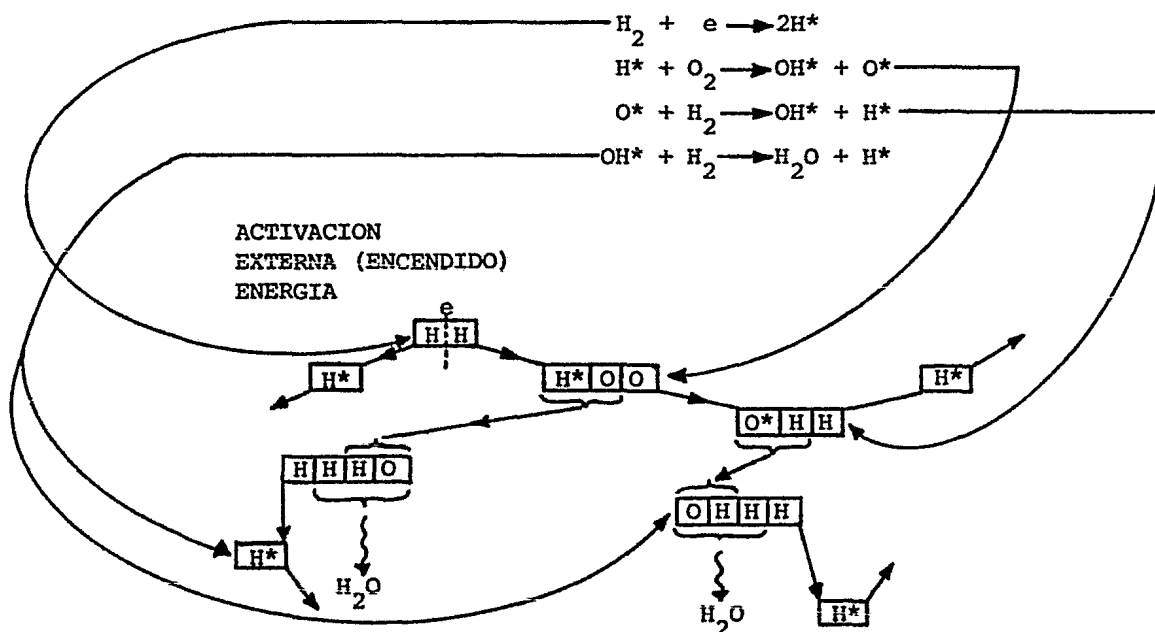 H₂ + e → 2H*
H* + O₂ → OH* + O*
O* + H₂ → OH* + H*
OH* + H₂ → H₂O + H*
ACTIVACION
EXTERNA (ENCENDIDO)
ENERGIA
e
H H
H*
H* O O
H*
O* H H
H H H O
O H H H
H*
H₂O
H₂O
H*